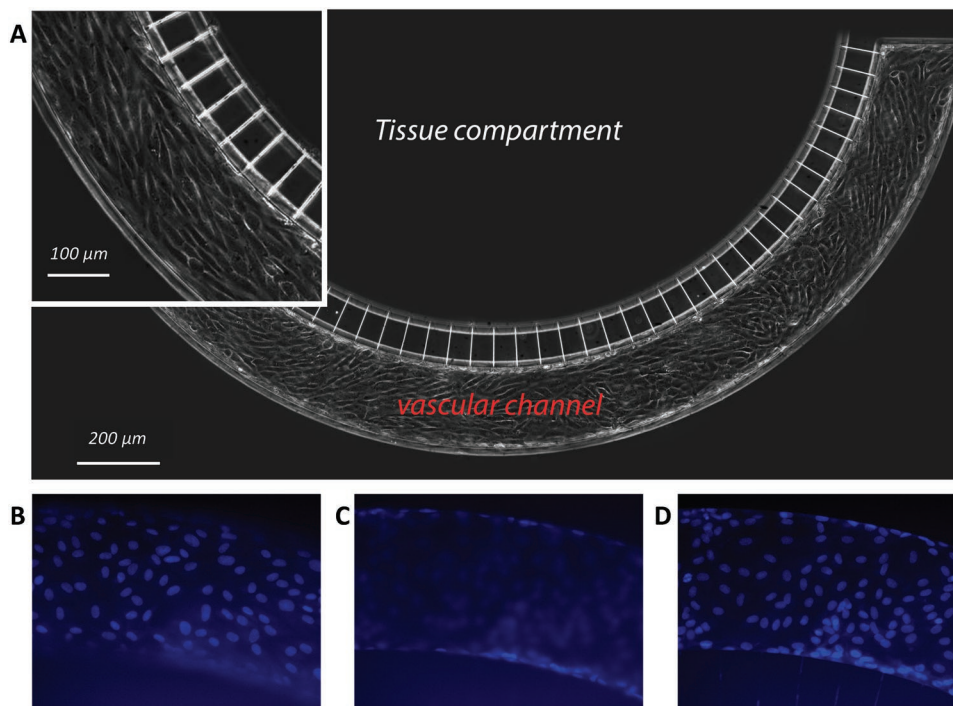 A
Tissue compartment
100 µm
vascular channel
200 µm
B
C
D